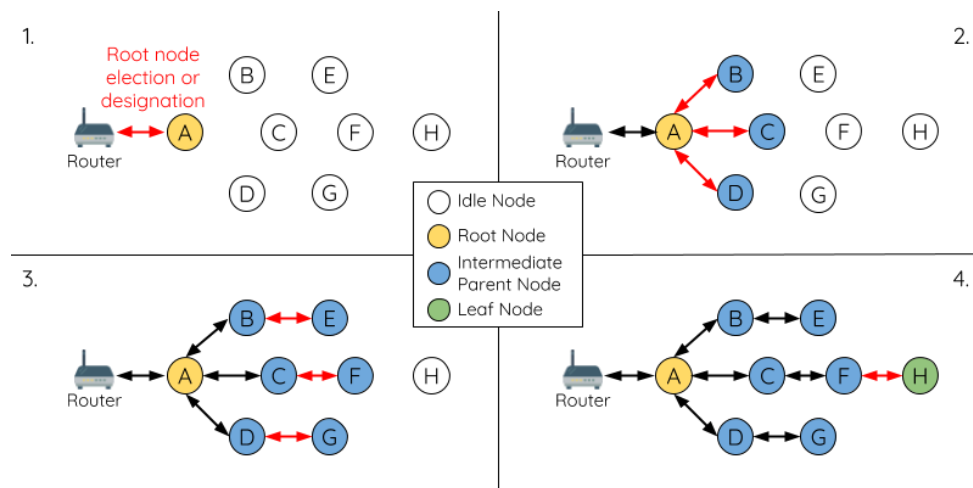 1.
Root node
election or
designation
B
E
A
C
F
H
Router
D
G
2.
B
E
A
C
F
H
Router
D
G
Idle Node
Root Node
Intermediate
Parent Node
Leaf Node
3.
B
E
A
C
F
H
Router
D
G
4.
B
E
A
C
F
H
Router
D
G